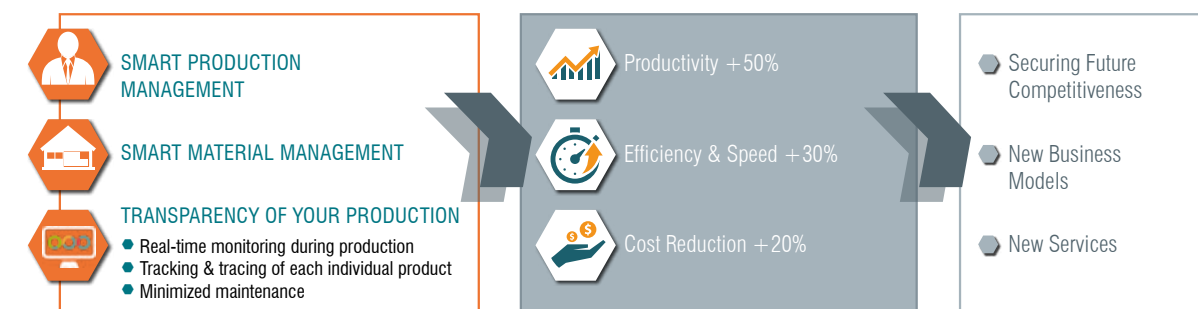 SMART PRODUCTION
MANAGEMENT
SMART MATERIAL MANAGEMENT
TRANSPARENCY OF YOUR PRODUCTION
Real-time monitoring during production
Tracking & tracing of each individual product
Minimized maintenance
Productivity +50%
Efficiency & Speed +30%
Cost Reduction +20%
Securing Future
Competitiveness
New Business
Models
New Services